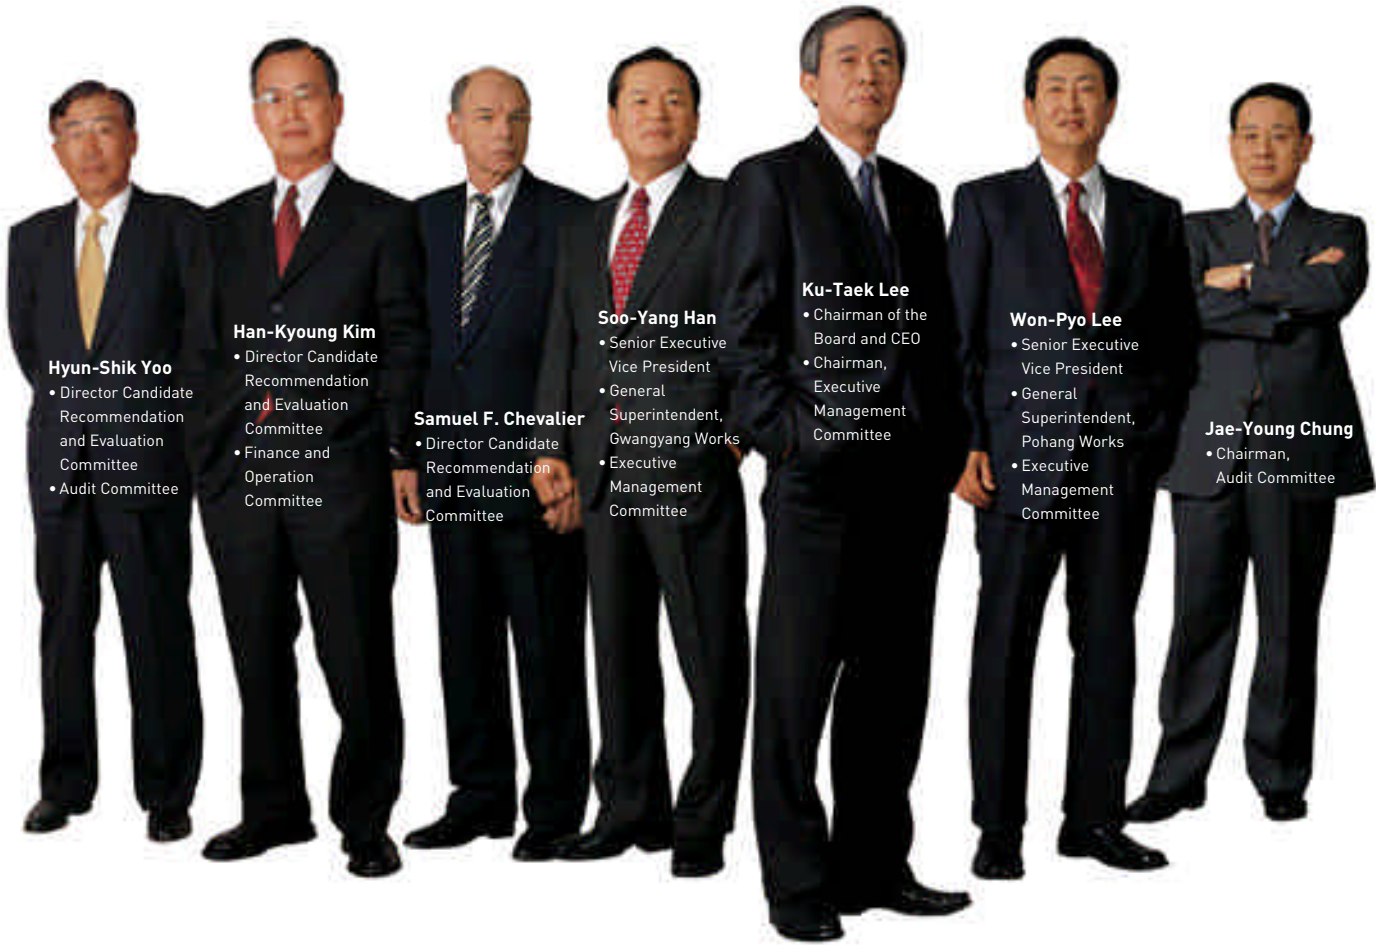 Hyun-Shik Yoo
• Director Candidate
Recommendation
and Evaluation
Committee
• Audit Committee
Han-Kyoung Kim
• Director Candidate
Recommendation
and Evaluation
Committee
• Finance and
Operation
Committee
Samuel F. Chevalier
• Director Candidate
Recommendation
and Evaluation
Committee
Soo-Yang Han
• Senior Executive
Vice President
• General
Superintendent,
Gwangyang Works
• Executive
Management
Committee
Ku-Taek Lee
• Chairman of the
Board and CEO
• Chairman,
Executive
Management
Committee
Won-Pyo Lee
• Senior Executive
Vice President
• General
Superintendent,
Pohang Works
• Executive
Management
Committee
Jae-Young Chung
• Chairman,
Audit Committee